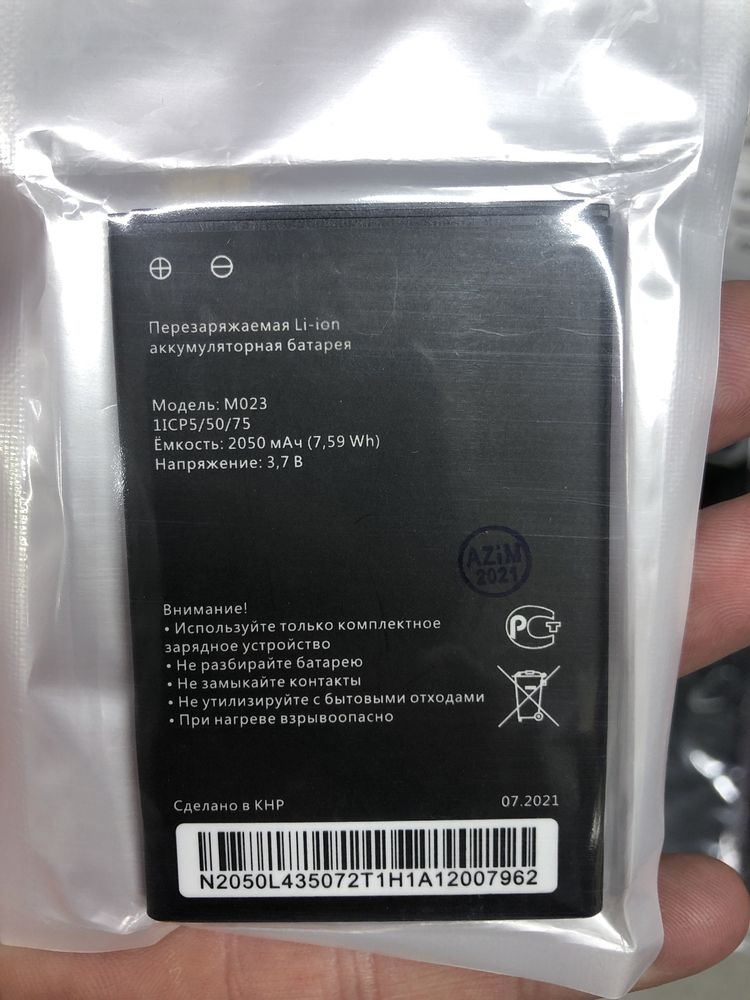 ⊕ ⊖
Перезаряжаемая Li-ion
аккумуляторная батарея
Модель: M023
1ICP5/50/75
Ёмкость: 2050 мАч (7,59 Wh)
Напряжение: 3,7 В
AZiM
2021
Внимание!
• Используйте только комплектное
зарядное устройство
• Не разбирайте батарею
• Не замыкайте контакты
• Не утилизируйте с бытовыми отходами
• При нагреве взрывоопасно
РСТ
Сделано в КНР
07.2021
N2050L435072T1H1A12007962